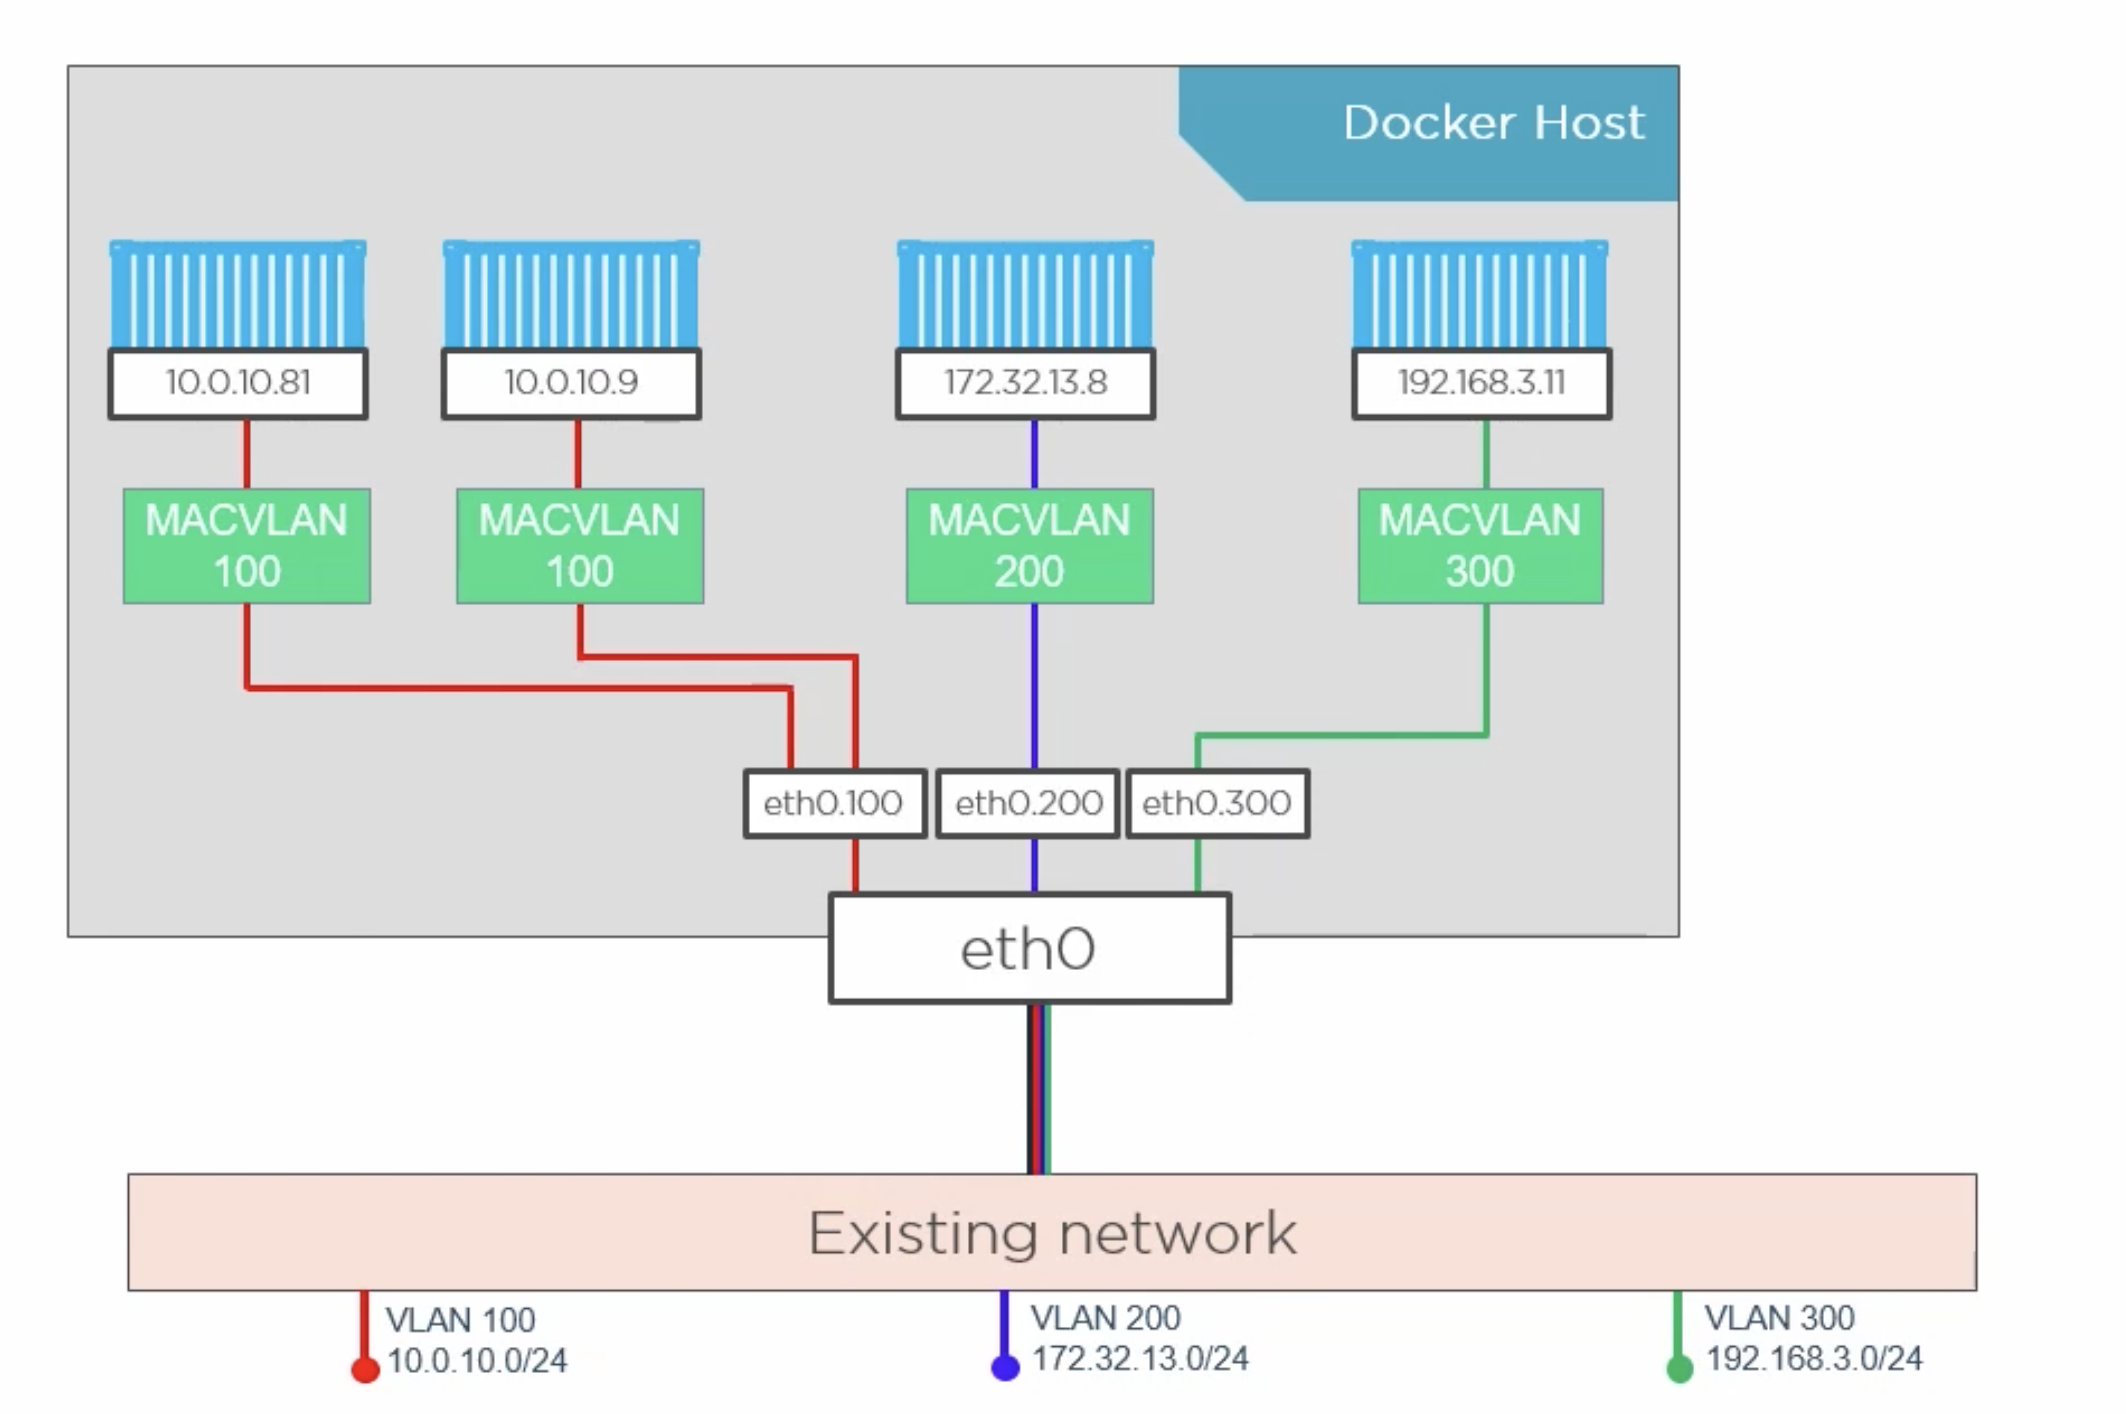 Docker Host
10.0.10.81
10.0.10.9
172.32.13.8
192.168.3.11
MACVLAN
100
MACVLAN
100
MACVLAN
200
MACVLAN
300
eth0.100
eth0.200
eth0.300
eth0
Existing network
VLAN 100
10.0.10.0/24
VLAN 200
172.32.13.0/24
VLAN 300
192.168.3.0/24